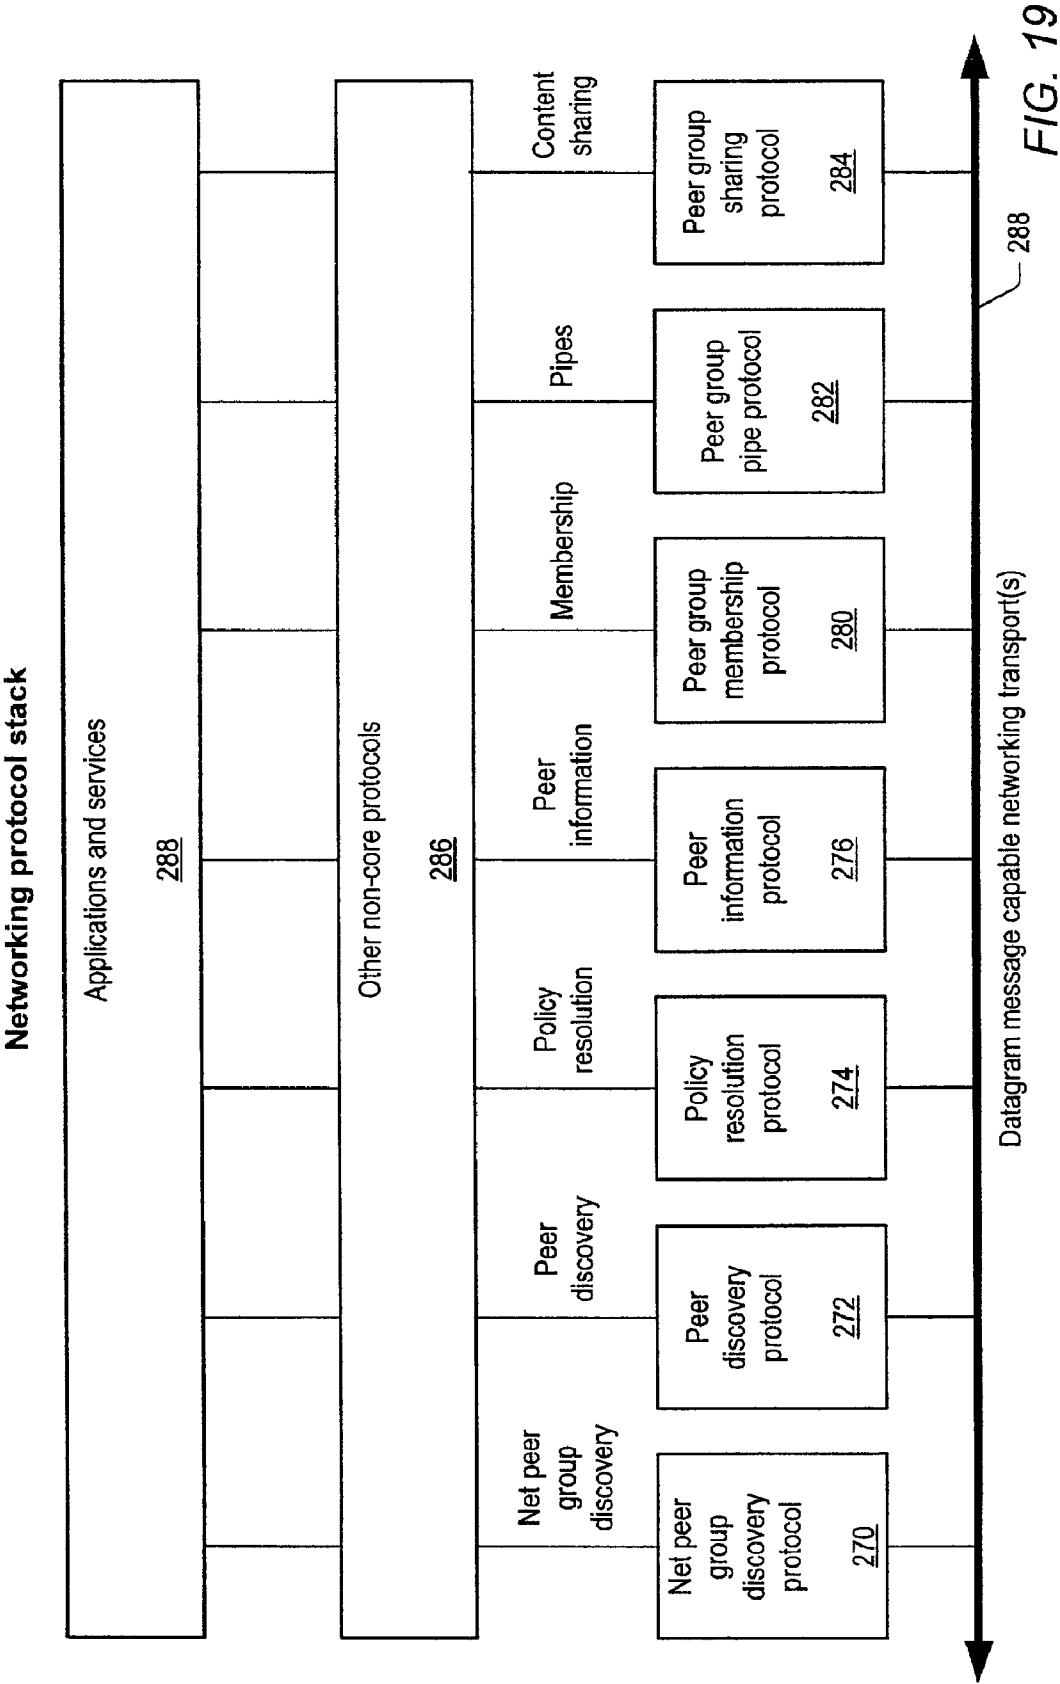 Networking protocol stack
Applications and services
288
Other non-core protocols
286
Net peer
group
discovery
Peer
discovery
Policy
resolution
Peer
information
Membership
Pipes
Content
sharing
Net peer
group
discovery
protocol
270
Peer
discovery
protocol
272
Policy
resolution
protocol
274
Peer
information
protocol
276
Peer group
membership
protocol
280
Peer group
pipe protocol
282
Peer group
sharing
protocol
284
288
Datagram message capable networking transport(s)
FIG. 19